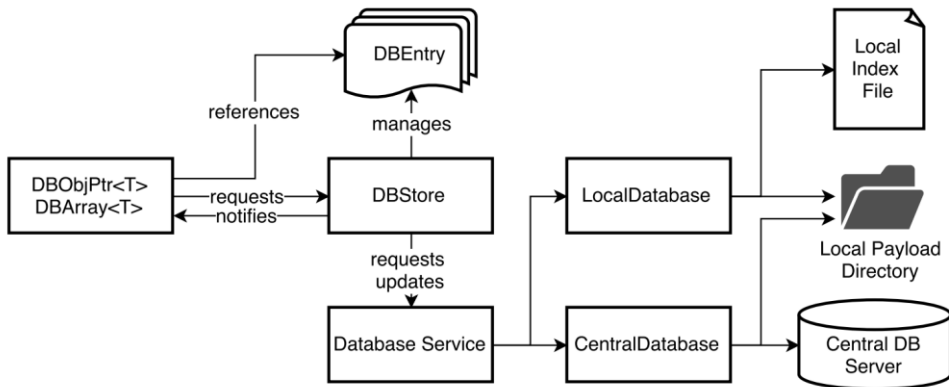 DBEntry
Local
Index
File
references
manages
DBObjPtr<T>
DBArray<T>
requests
notifies
DBStore
LocalDatabase
Local Payload
Directory
requests
updates
Database Service
CentralDatabase
Central DB
Server